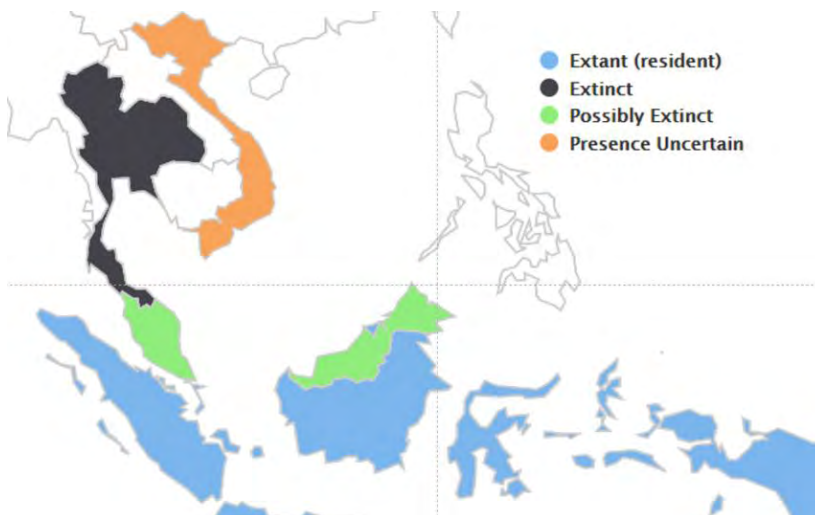 Extant (resident)
Extinct
Possibly Extinct
Presence Uncertain